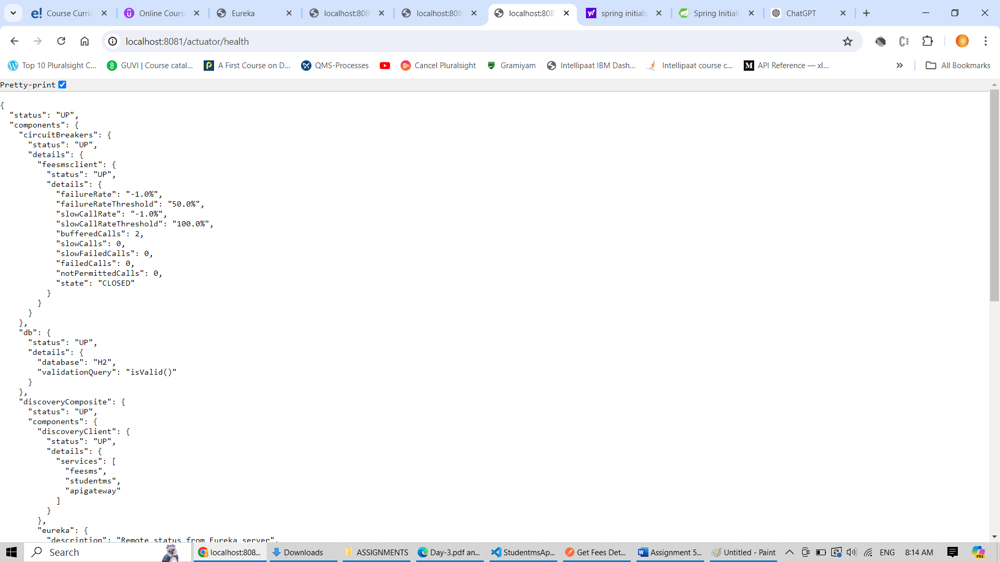 Course Curric
Online Cours
Eureka
localhost:808
localhost:808
localhost:808
spring initializ
Spring Initiali
ChatGPT
localhost:8081/actuator/health
Top 10 Pluralsight C...
GUVI | Course catal...
A First Course on D...
QMS-Processes
Cancel Pluralsight
Gramiyam
Intellipaat IBM Dash...
Intellipaat course c...
API Reference — xl...
All Bookmarks
Pretty-print
{
"status": "UP",
"components": {
"circuitBreakers": {
"status": "UP",
"details": {
"feesmsclient": {
"status": "UP",
"details": {
"failureRate": "-1.0%",
"failureRateThreshold": "50.0%",
"slowCallRate": "-1.0%",
"slowCallRateThreshold": "100.0%",
"bufferedCalls": 2,
"slowCalls": 0,
"slowFailedCalls": 0,
"failedCalls": 0,
"notPermittedCalls": 0,
"state": "CLOSED"
}
}
}
},
"db": {
"status": "UP",
"details": {
"database": "H2",
"validationQuery": "isValid()"
}
},
"discoveryComposite": {
"status": "UP",
"components": {
"discoveryClient": {
"status": "UP",
"details": {
"services": [
"feesms",
"studentms",
"apigateway"
]
}
},
"eureka": {
"description": "Remote status from Eureka server",
Search
localhost:808...
Downloads
ASSIGNMENTS
Day-3.pdf an...
StudentmsAp...
Get Fees Det...
Assignment 5...
Untitled - Paint
ENG
8:14 AM